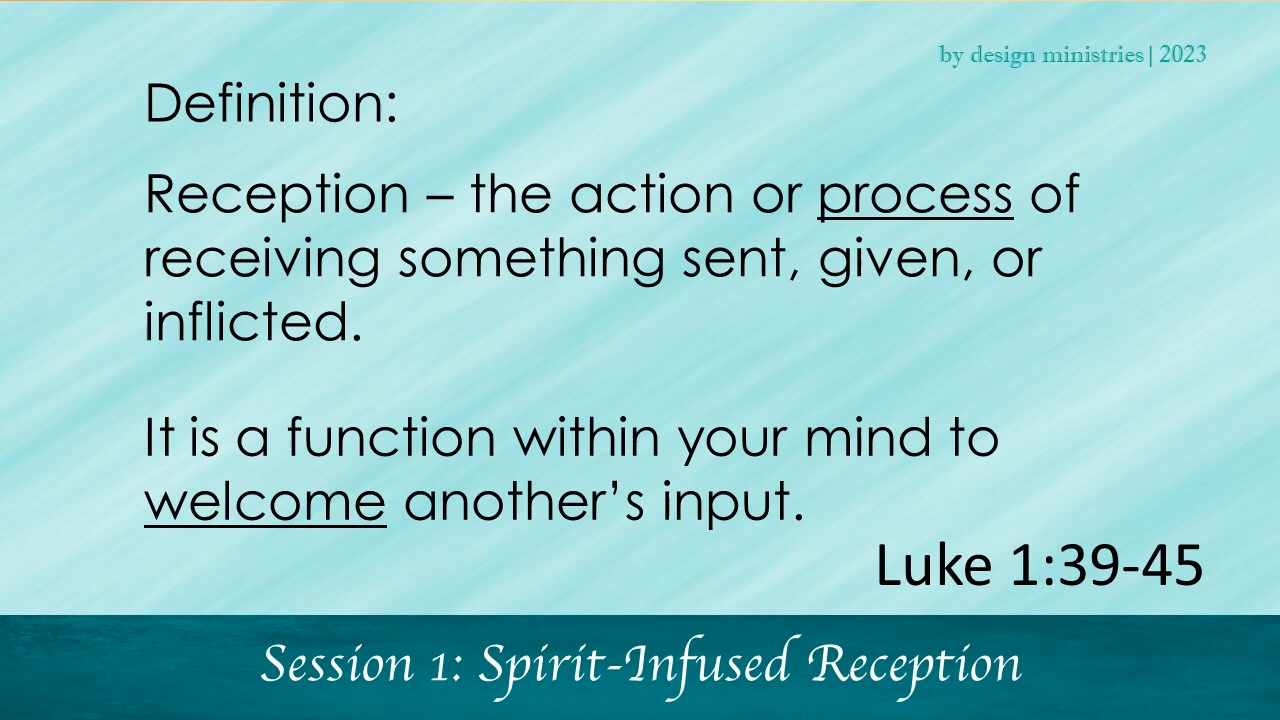 by design ministries | 2023
Definition:
Reception – the action or process of
receiving something sent, given, or
inflicted.
It is a function within your mind to
welcome another’s input.
Luke 1:39-45
Session 1: Spirit-Infused Reception